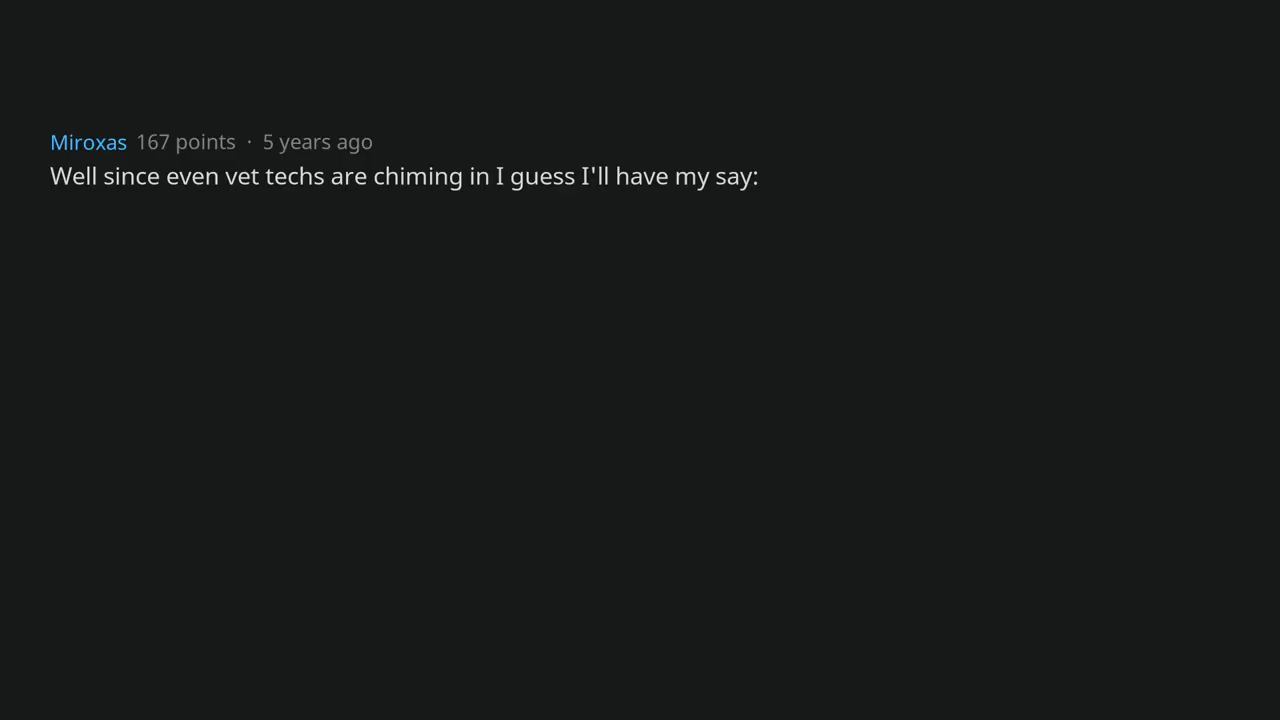 Miroxas 167 points · 5 years ago
Well since even vet techs are chiming in I guess I'll have my say: